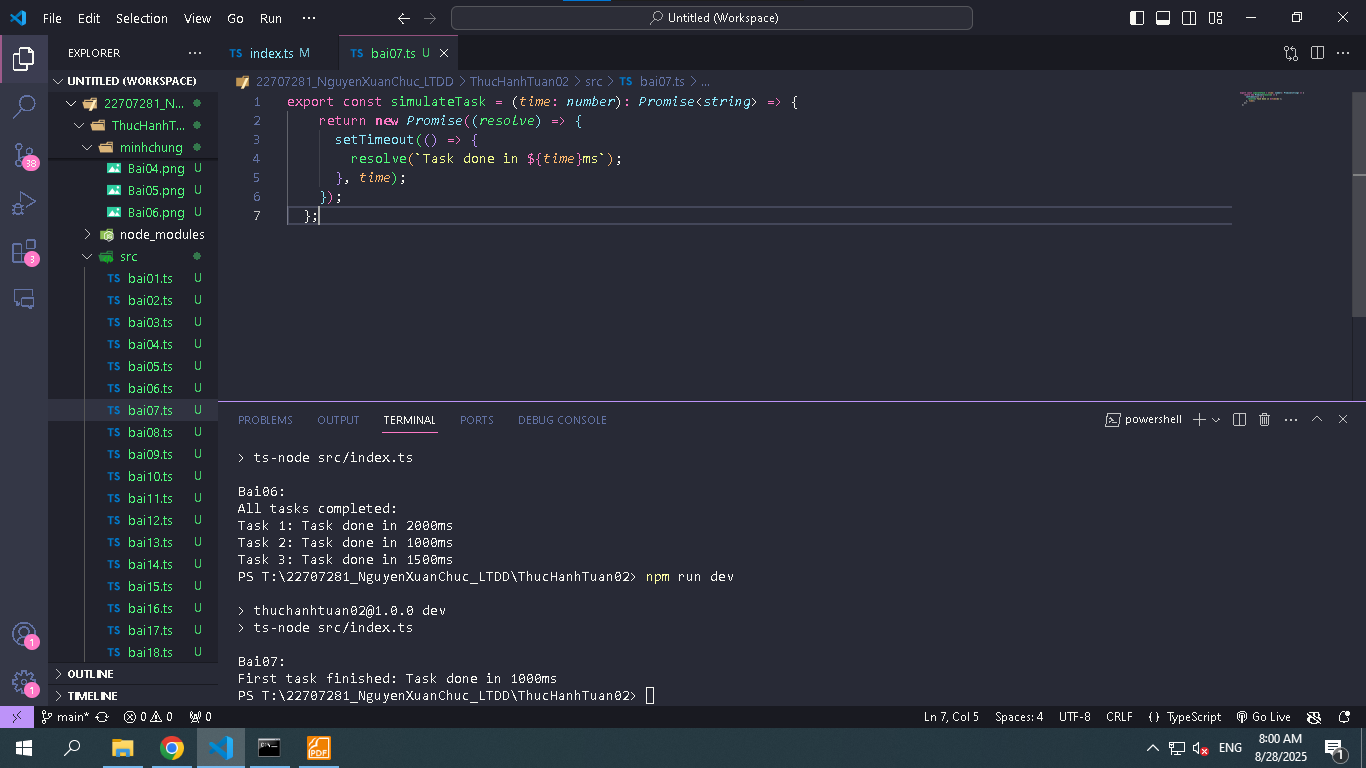 File Edit Selection View Go Run ··· Untitled (Workspace)
EXPLORER ··· TS index.ts M TS bai07.ts U
UNTITLED (WORKSPACE)
22707281_N...
ThucHanhT...
minhchung
Bai04.png U
Bai05.png U
Bai06.png U
node_modules
src
TS bai01.ts U
TS bai02.ts U
TS bai03.ts U
TS bai04.ts U
TS bai05.ts U
TS bai06.ts U
TS bai07.ts U
TS bai08.ts U
TS bai09.ts U
TS bai10.ts U
TS bai11.ts U
TS bai12.ts U
TS bai13.ts U
TS bai14.ts U
TS bai15.ts U
TS bai16.ts U
TS bai17.ts U
TS bai18.ts U
OUTLINE
TIMELINE
38
3
1
1
22707281_NguyenXuanChuc_LTDD > ThucHanhTuan02 > src > TS bai07.ts > ...
1 export const simulateTask = (time: number): Promise<string> => {
2 return new Promise((resolve) => {
3 setTimeout(() => {
4 resolve(`Task done in ${time}ms`);
5 }, time);
6 });
7 };
PROBLEMS OUTPUT TERMINAL PORTS DEBUG CONSOLE powershell
> ts-node src/index.ts
Bai06:
All tasks completed:
Task 1: Task done in 2000ms
Task 2: Task done in 1000ms
Task 3: Task done in 1500ms
PS T:\22707281_NguyenXuanChuc_LTDD\ThucHanhTuan02> npm run dev
> thuchanhtuan02@1.0.0 dev
> ts-node src/index.ts
Bai07:
First task finished: Task done in 1000ms
PS T:\22707281_NguyenXuanChuc_LTDD\ThucHanhTuan02>
main* 0 0 0 Ln 7, Col 5 Spaces: 4 UTF-8 CRLF {} TypeScript Go Live
PDF ENG 8:00 AM
8/28/2025 1